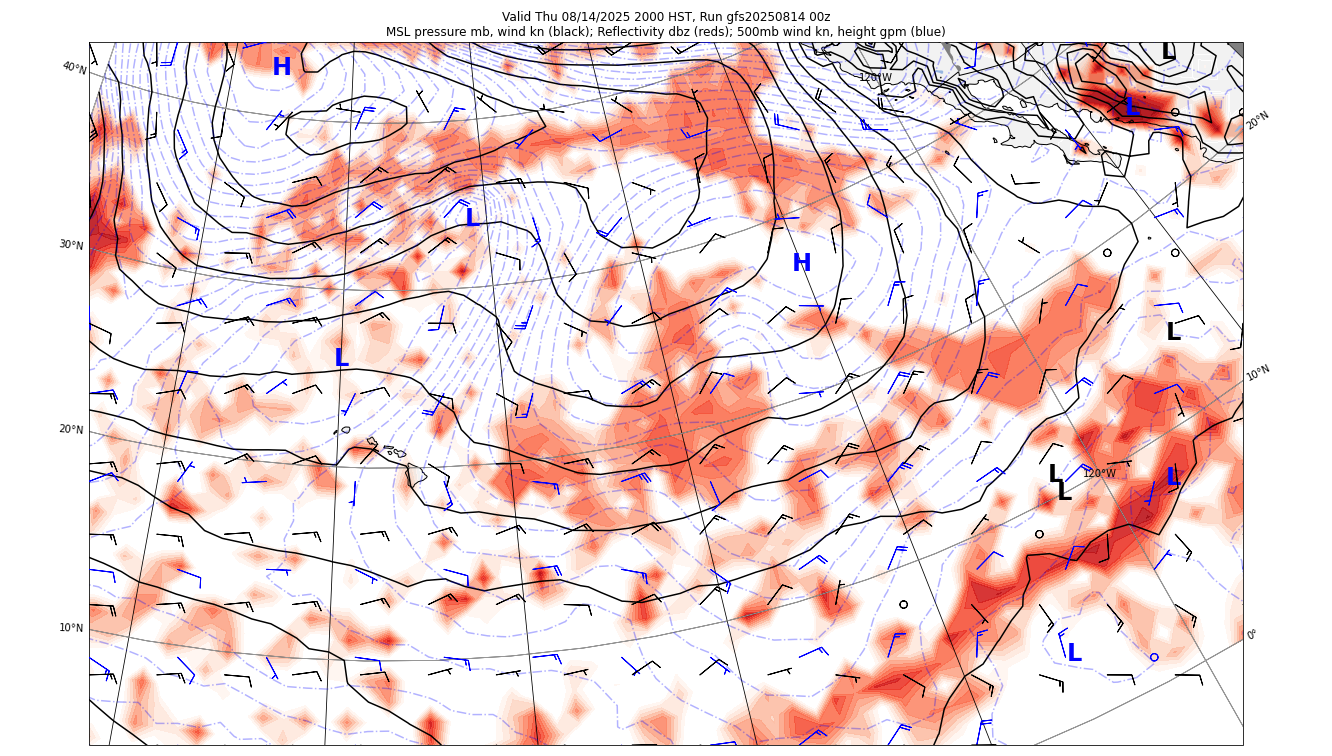 Valid Thu 08/14/2025 2000 HST, Run gfs20250814 00z
MSL pressure mb, wind kn (black); Reflectivity dbz (reds); 500mb wind kn, height gpm (blue)
L
40°N
H
120°W
L
20°N
L
30°N
H
L
L
10°N
20°N
L
120°W
L
L
10°N
0°
L